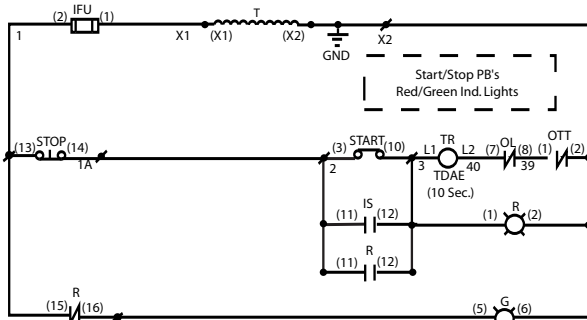 (2) IFU (1) T
1 X1 (X1) (X2) X2
GND
Start/Stop PB's
Red/Green Ind. Lights
(13) STOP (14) (3) START (10) L1 TR L2 (7) OL (8) (1) OTT (2)
1A 2 3 TDAE 40 39
(10 Sec.)
IS
(11) (12) (1) R (2)
R
(11) (12)
R
(15) (16) (5) G (6)